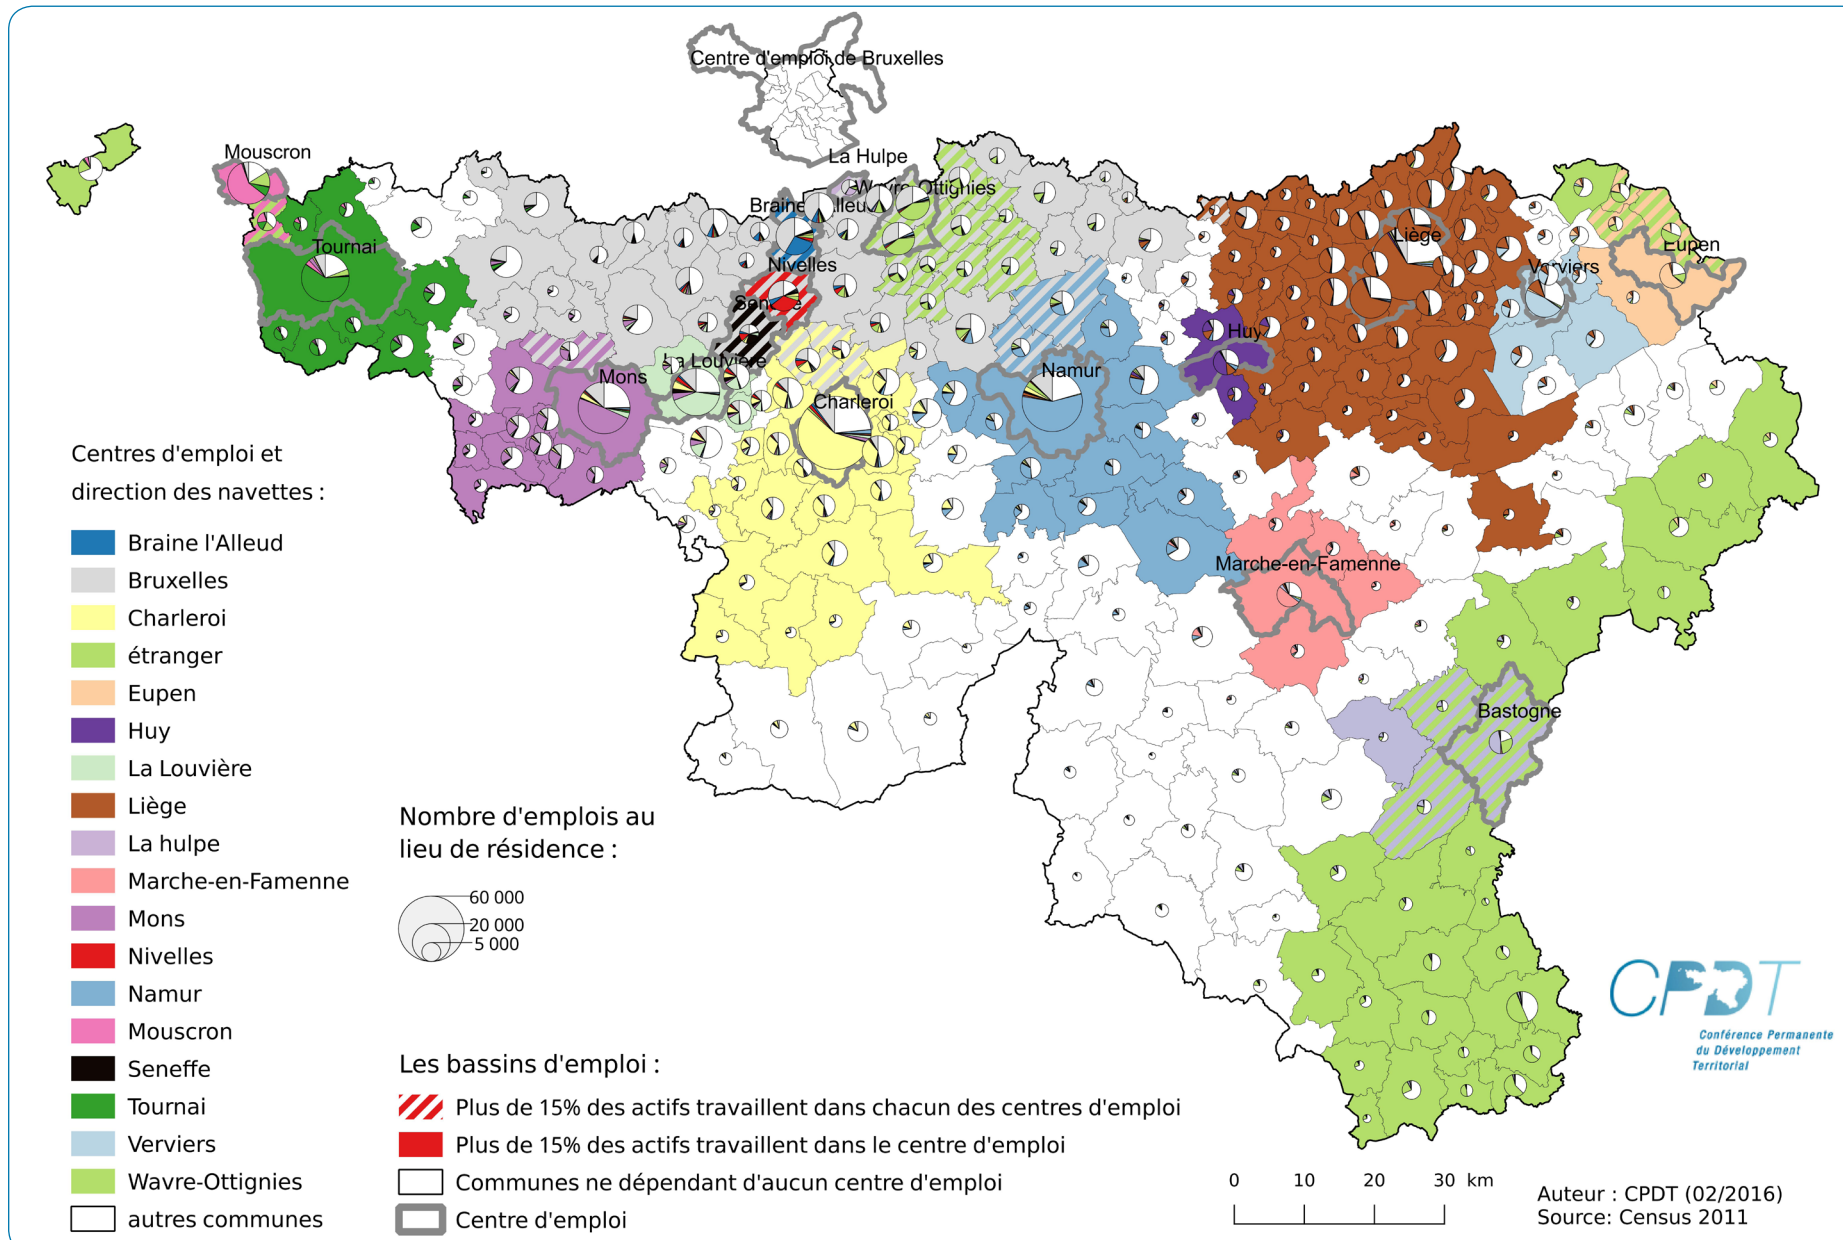 Centre d'emploi de Bruxelles
Mouscron
La Hulpe
Wavre-Ottignies
Braine l'Alleud
Tournai
Liège
Eupen
Nivelles
Verviers
Seneffe
Huy
La Louvière
Mons
Namur
Charleroi
Marche-en-Famenne
Bastogne
Centres d'emploi et
direction des navettes :
Braine l'Alleud
Bruxelles
Charleroi
étranger
Eupen
Huy
La Louvière
Liège
La hulpe
Marche-en-Famenne
Mons
Nivelles
Namur
Mouscron
Seneffe
Tournai
Verviers
Wavre-Ottignies
autres communes
Nombre d'emplois au
lieu de résidence :
60 000
20 000
5 000
Les bassins d'emploi :
Plus de 15% des actifs travaillent dans chacun des centres d'emploi
Plus de 15% des actifs travaillent dans le centre d'emploi
Communes ne dépendant d'aucun centre d'emploi
Centre d'emploi
CPDT
Conférence Permanente
du Développement
Territorial
0 10 20 30 km
Auteur : CPDT (02/2016)
Source: Census 2011